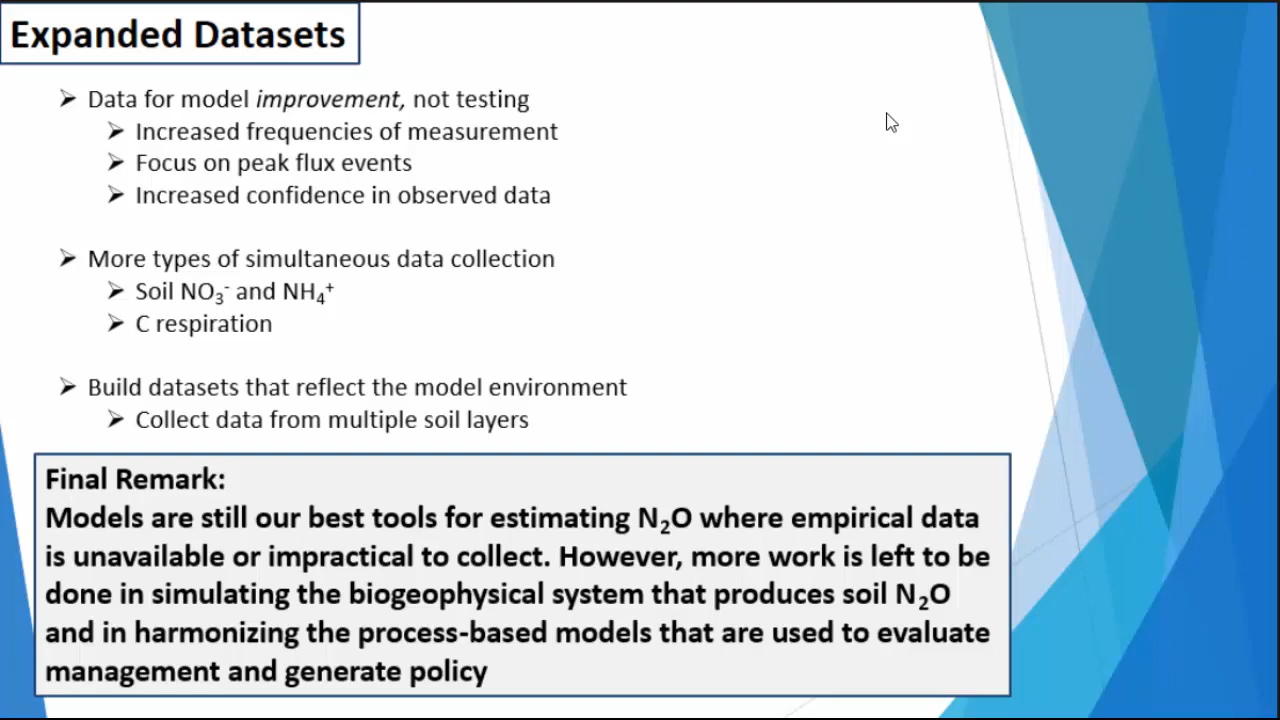 Expanded Datasets
➢ Data for model improvement, not testing
➢ Increased frequencies of measurement
➢ Focus on peak flux events
➢ Increased confidence in observed data
➢ More types of simultaneous data collection
➢ Soil NO₃⁻ and NH₄⁺
➢ C respiration
➢ Build datasets that reflect the model environment
➢ Collect data from multiple soil layers
Final Remark:
Models are still our best tools for estimating N₂O where empirical data
is unavailable or impractical to collect. However, more work is left to be
done in simulating the biogeophysical system that produces soil N₂O
and in harmonizing the process-based models that are used to evaluate
management and generate policy